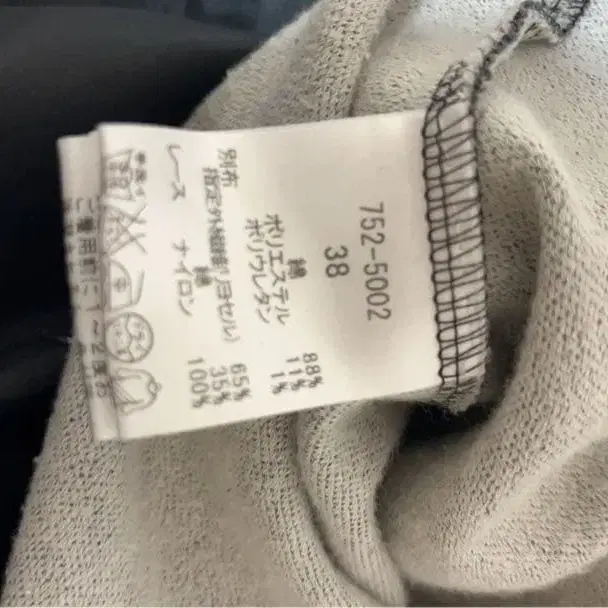 752-5002
38
ポリエステル 88%
綿 11%
ポリウレタン 1%
別布
指定外繊維(リヨセル) 65%
綿 35%
レース ナイロン 100%